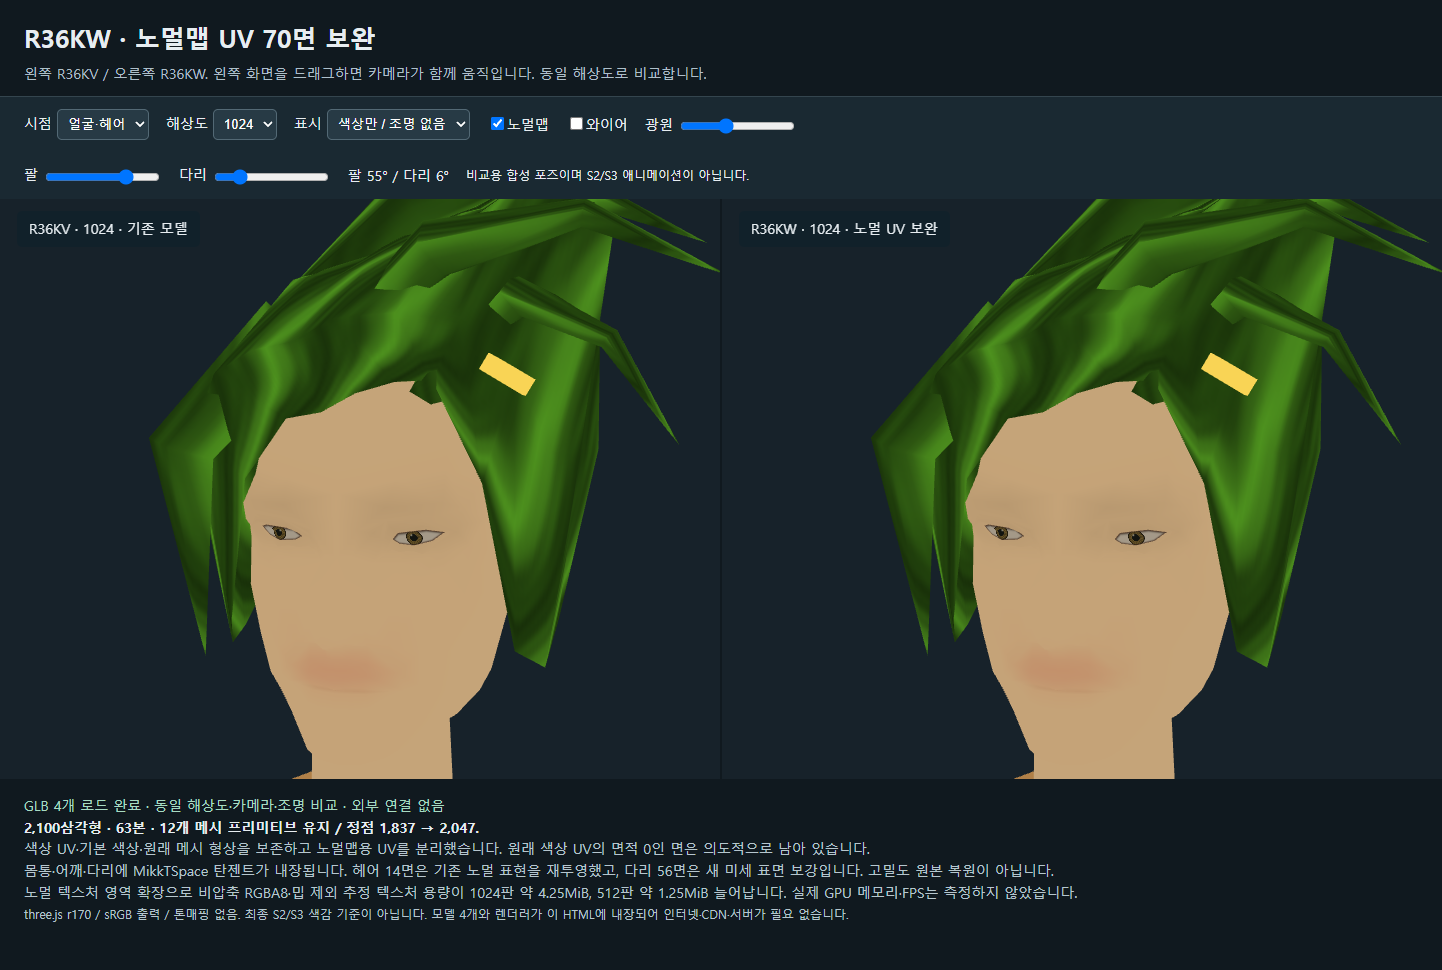 R36KW · 노멀맵 UV 70면 보완
왼쪽 R36KV / 오른쪽 R36KW. 왼쪽 화면을 드래그하면 카메라가 함께 움직입니다. 동일 해상도로 비교합니다.
시점 얼굴·헤어 해상도 1024 표시 색상만 / 조명 없음 노멀맵 와이어 광원
팔 다리 팔 55° / 다리 6° 비교용 합성 포즈이며 S2/S3 애니메이션이 아닙니다.
R36KV · 1024 · 기존 모델
R36KW · 1024 · 노멀 UV 보완
GLB 4개 로드 완료 · 동일 해상도·카메라·조명 비교 · 외부 연결 없음
2,100삼각형 · 63본 · 12개 메시 프리미티브 유지 / 정점 1,837 → 2,047.
색상 UV·기본 색상·원래 메시 형상을 보존하고 노멀맵용 UV를 분리했습니다. 원래 색상 UV의 면적 0인 면은 의도적으로 남아 있습니다.
몸통·어깨·다리에 MikkTSpace 탄젠트가 내장됩니다. 헤어 14면은 기존 노멀 표현을 재투영했고, 다리 56면은 새 미세 표면 보강입니다. 고밀도 원본 복원이 아닙니다.
노멀 텍스처 영역 확장으로 비압축 RGBA8·밉 제외 추정 텍스처 용량이 1024판 약 4.25MiB, 512판 약 1.25MiB 늘어납니다. 실제 GPU 메모리·FPS는 측정하지 않았습니다.
three.js r170 / sRGB 출력 / 톤매핑 없음. 최종 S2/S3 색감 기준이 아닙니다. 모델 4개와 렌더러가 이 HTML에 내장되어 인터넷·CDN·서버가 필요 없습니다.